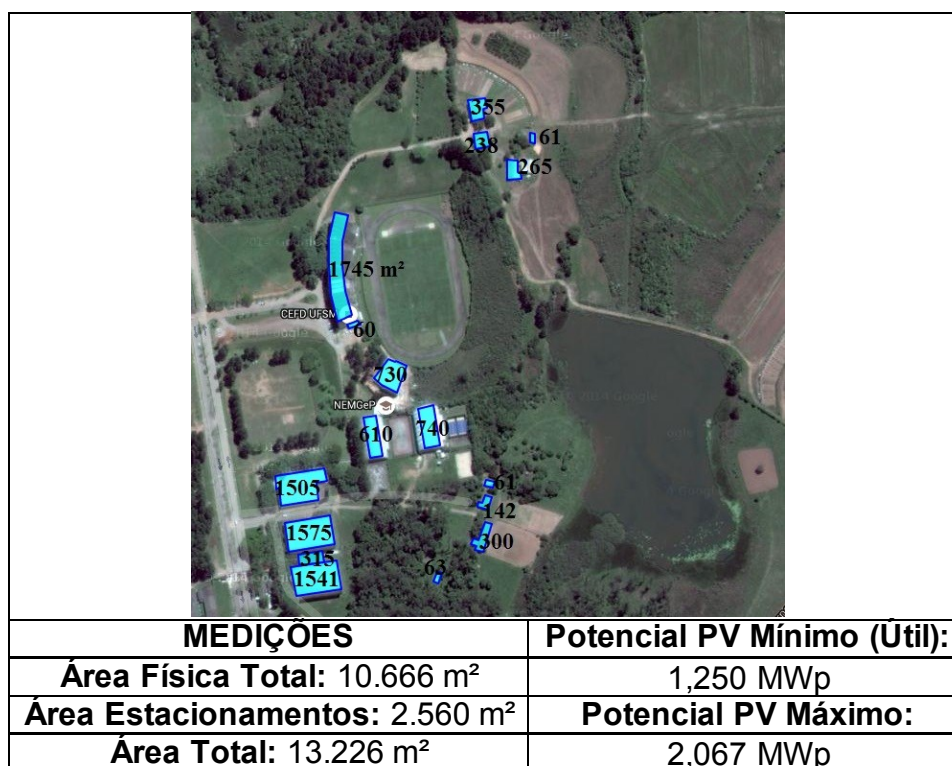 355
238
61
265
1745 m²
CEFD UFSM
60
730
NEMGeP
610
740
1505
61
142
1575
300
315
63
1541
MEDIÇÕES
Potencial PV Mínimo (Útil):
Área Física Total: 10.666 m²
1,250 MWp
Área Estacionamentos: 2.560 m²
Potencial PV Máximo:
Área Total: 13.226 m²
2,067 MWp